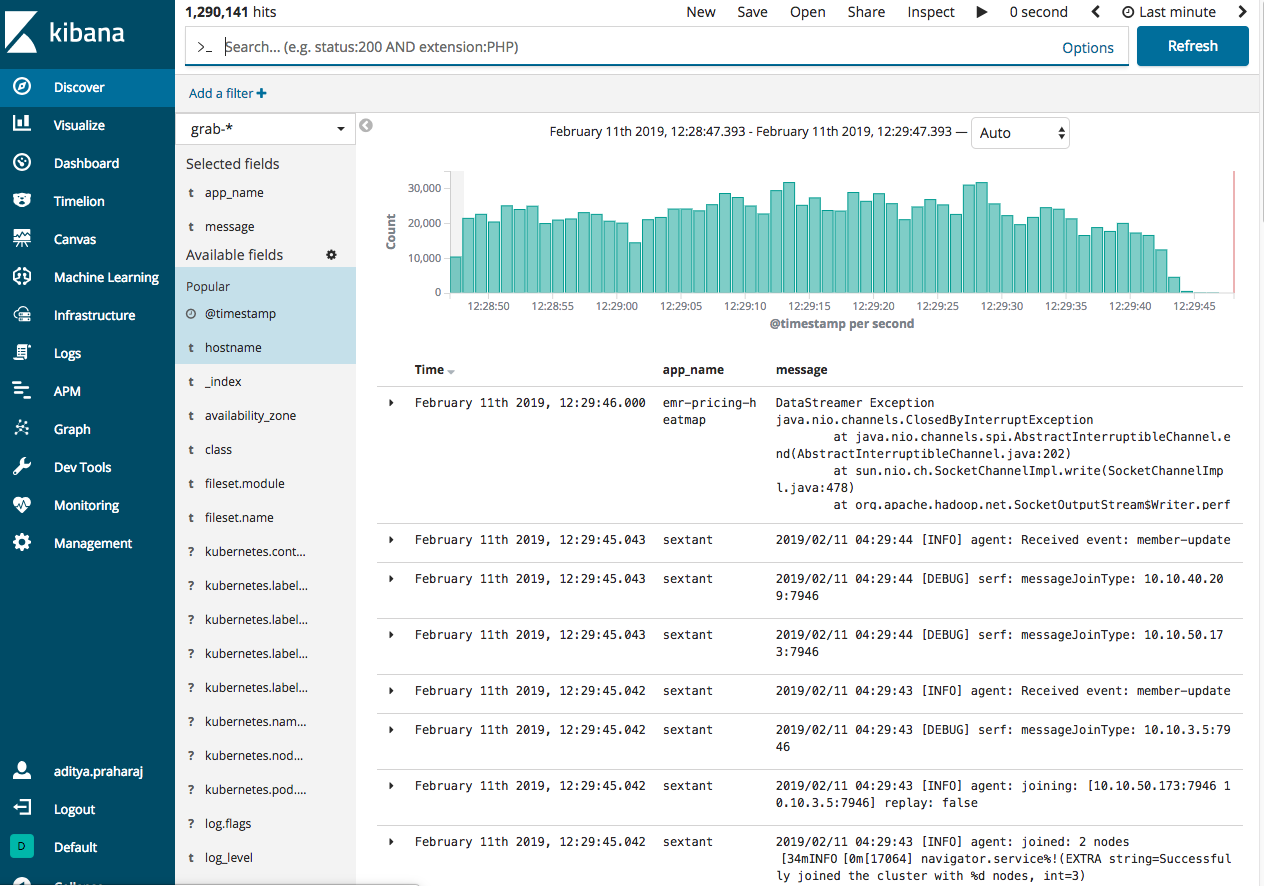 kibana
Discover
Visualize
Dashboard
Timelion
Canvas
Machine Learning
Infrastructure
Logs
APM
Graph
Dev Tools
Monitoring
Management
aditya.praharaj
Logout
D
Default
1,290,141 hits
New Save Open Share Inspect 0 second Last minute
>_ Search... (e.g. status:200 AND extension:PHP)
Options
Refresh
Add a filter +
grab-*
Selected fields
t app_name
t message
Available fields
Popular
@timestamp
t hostname
t _index
t availability_zone
t class
t fileset.module
t fileset.name
? kubernetes.cont...
? kubernetes.label...
? kubernetes.label...
? kubernetes.label...
? kubernetes.label...
? kubernetes.nam...
? kubernetes.nod...
? kubernetes.pod....
? log.flags
t log_level
February 11th 2019, 12:28:47.393 - February 11th 2019, 12:29:47.393 — Auto
Count
30,000
20,000
10,000
0
12:28:50 12:28:55 12:29:00 12:29:05 12:29:10 12:29:15 12:29:20 12:29:25 12:29:30 12:29:35 12:29:40 12:29:45
@timestamp per second
Time app_name message
February 11th 2019, 12:29:46.000 emr-pricing-h DataStreamer Exception
eatmap java.nio.channels.ClosedByInterruptException
at java.nio.channels.spi.AbstractInterruptibleChannel.e
nd(AbstractInterruptibleChannel.java:202)
at sun.nio.ch.SocketChannelImpl.write(SocketChannelImp
l.java:478)
at org.apache.hadoop.net.SocketOutputStream$Writer.perf
February 11th 2019, 12:29:45.043 sextant 2019/02/11 04:29:44 [INFO] agent: Received event: member-update
February 11th 2019, 12:29:45.043 sextant 2019/02/11 04:29:44 [DEBUG] serf: messageJoinType: 10.10.40.20
9:7946
February 11th 2019, 12:29:45.043 sextant 2019/02/11 04:29:44 [DEBUG] serf: messageJoinType: 10.10.50.17
3:7946
February 11th 2019, 12:29:45.042 sextant 2019/02/11 04:29:43 [INFO] agent: Received event: member-update
February 11th 2019, 12:29:45.042 sextant 2019/02/11 04:29:43 [DEBUG] serf: messageJoinType: 10.10.3.5:79
46
February 11th 2019, 12:29:45.042 sextant 2019/02/11 04:29:43 [INFO] agent: joining: [10.10.50.173:7946 1
0.10.3.5:7946] replay: false
February 11th 2019, 12:29:45.042 sextant 2019/02/11 04:29:43 [INFO] agent: joined: 2 nodes
[34mINFO [0m[17064] navigator.service%!(EXTRA string=Successful
ly joined the cluster with %d nodes, int=3)